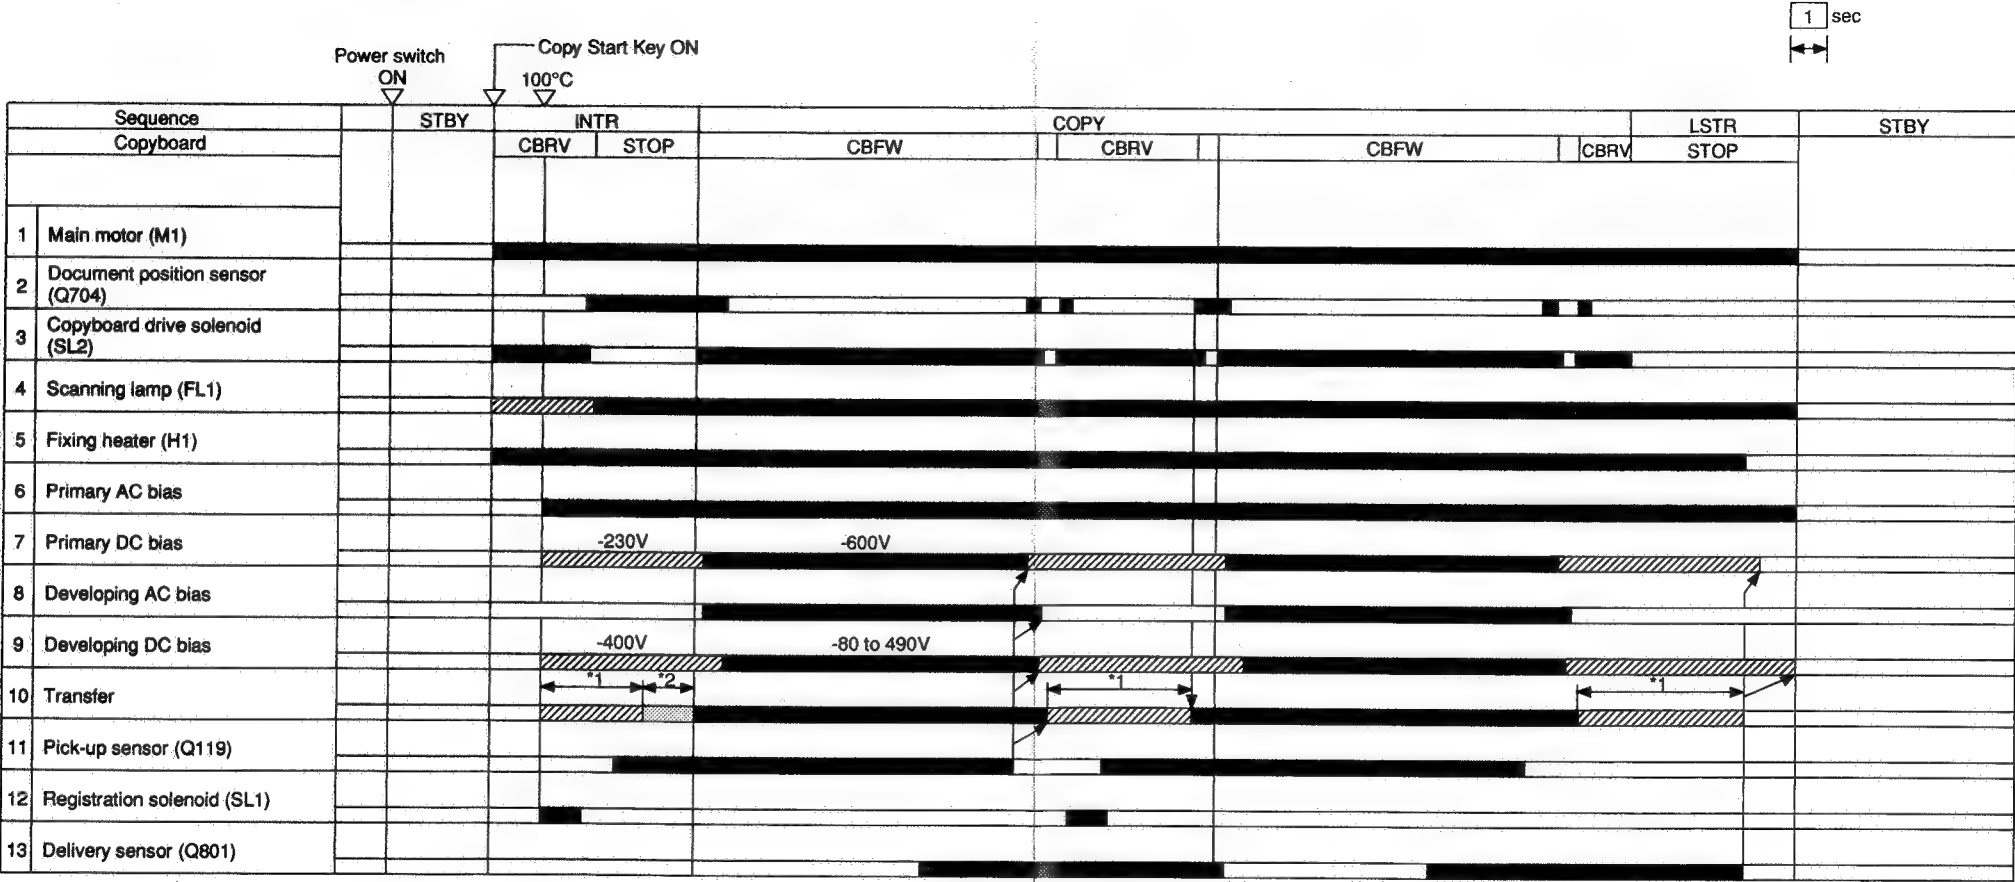 1 sec
Copy Start Key ON
Power switch
ON
100°C
Sequence STBY INTR COPY LSTR STBY
Copyboard CBRV STOP CBFW CBRV CBFW CBRV STOP
1 Main motor (M1)
2 Document position sensor
(Q704)
3 Copyboard drive solenoid
(SL2)
4 Scanning lamp (FL1)
5 Fixing heater (H1)
6 Primary AC bias
7 Primary DC bias -230V -600V
8 Developing AC bias
9 Developing DC bias -400V -80 to 490V
*1 *2 *1 *1
10 Transfer
11 Pick-up sensor (Q119)
12 Registration solenoid (SL1)
13 Delivery sensor (Q801)